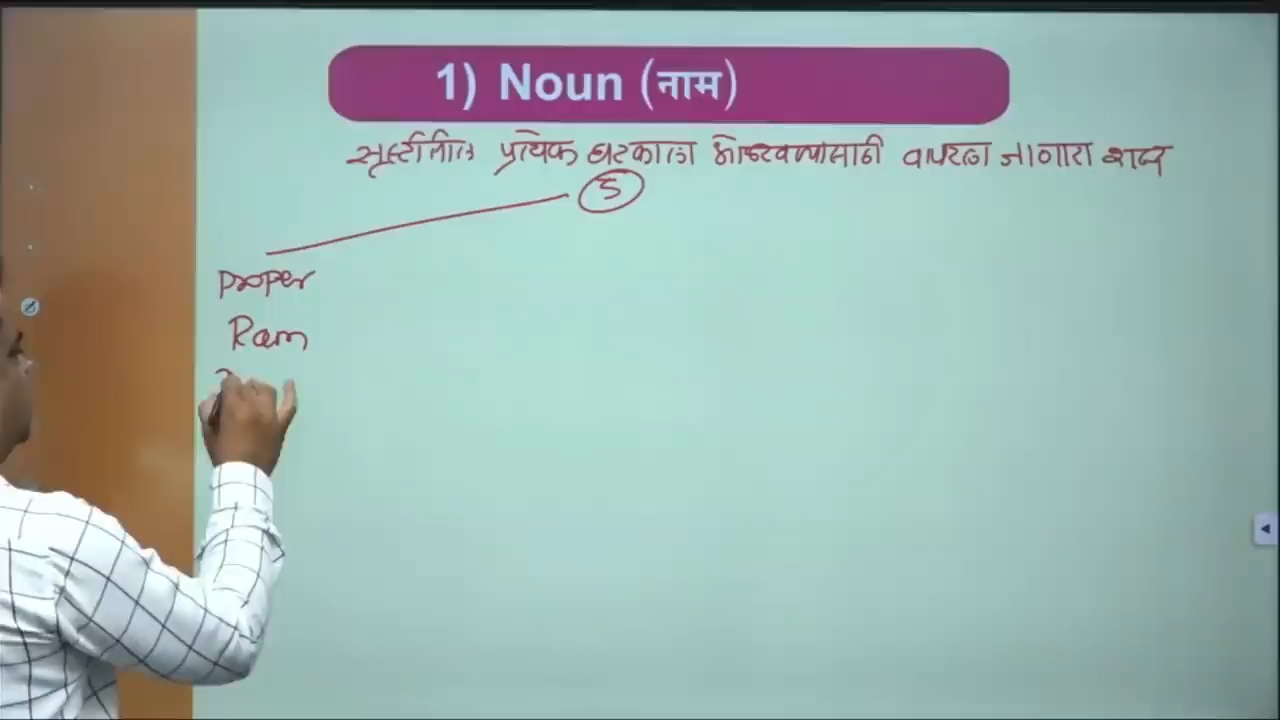 1) Noun (नाम)
सृष्टीतील प्रत्येक घटकाला ओळखण्यासाठी वापरला जाणारा शब्द
5
Proper
Ram